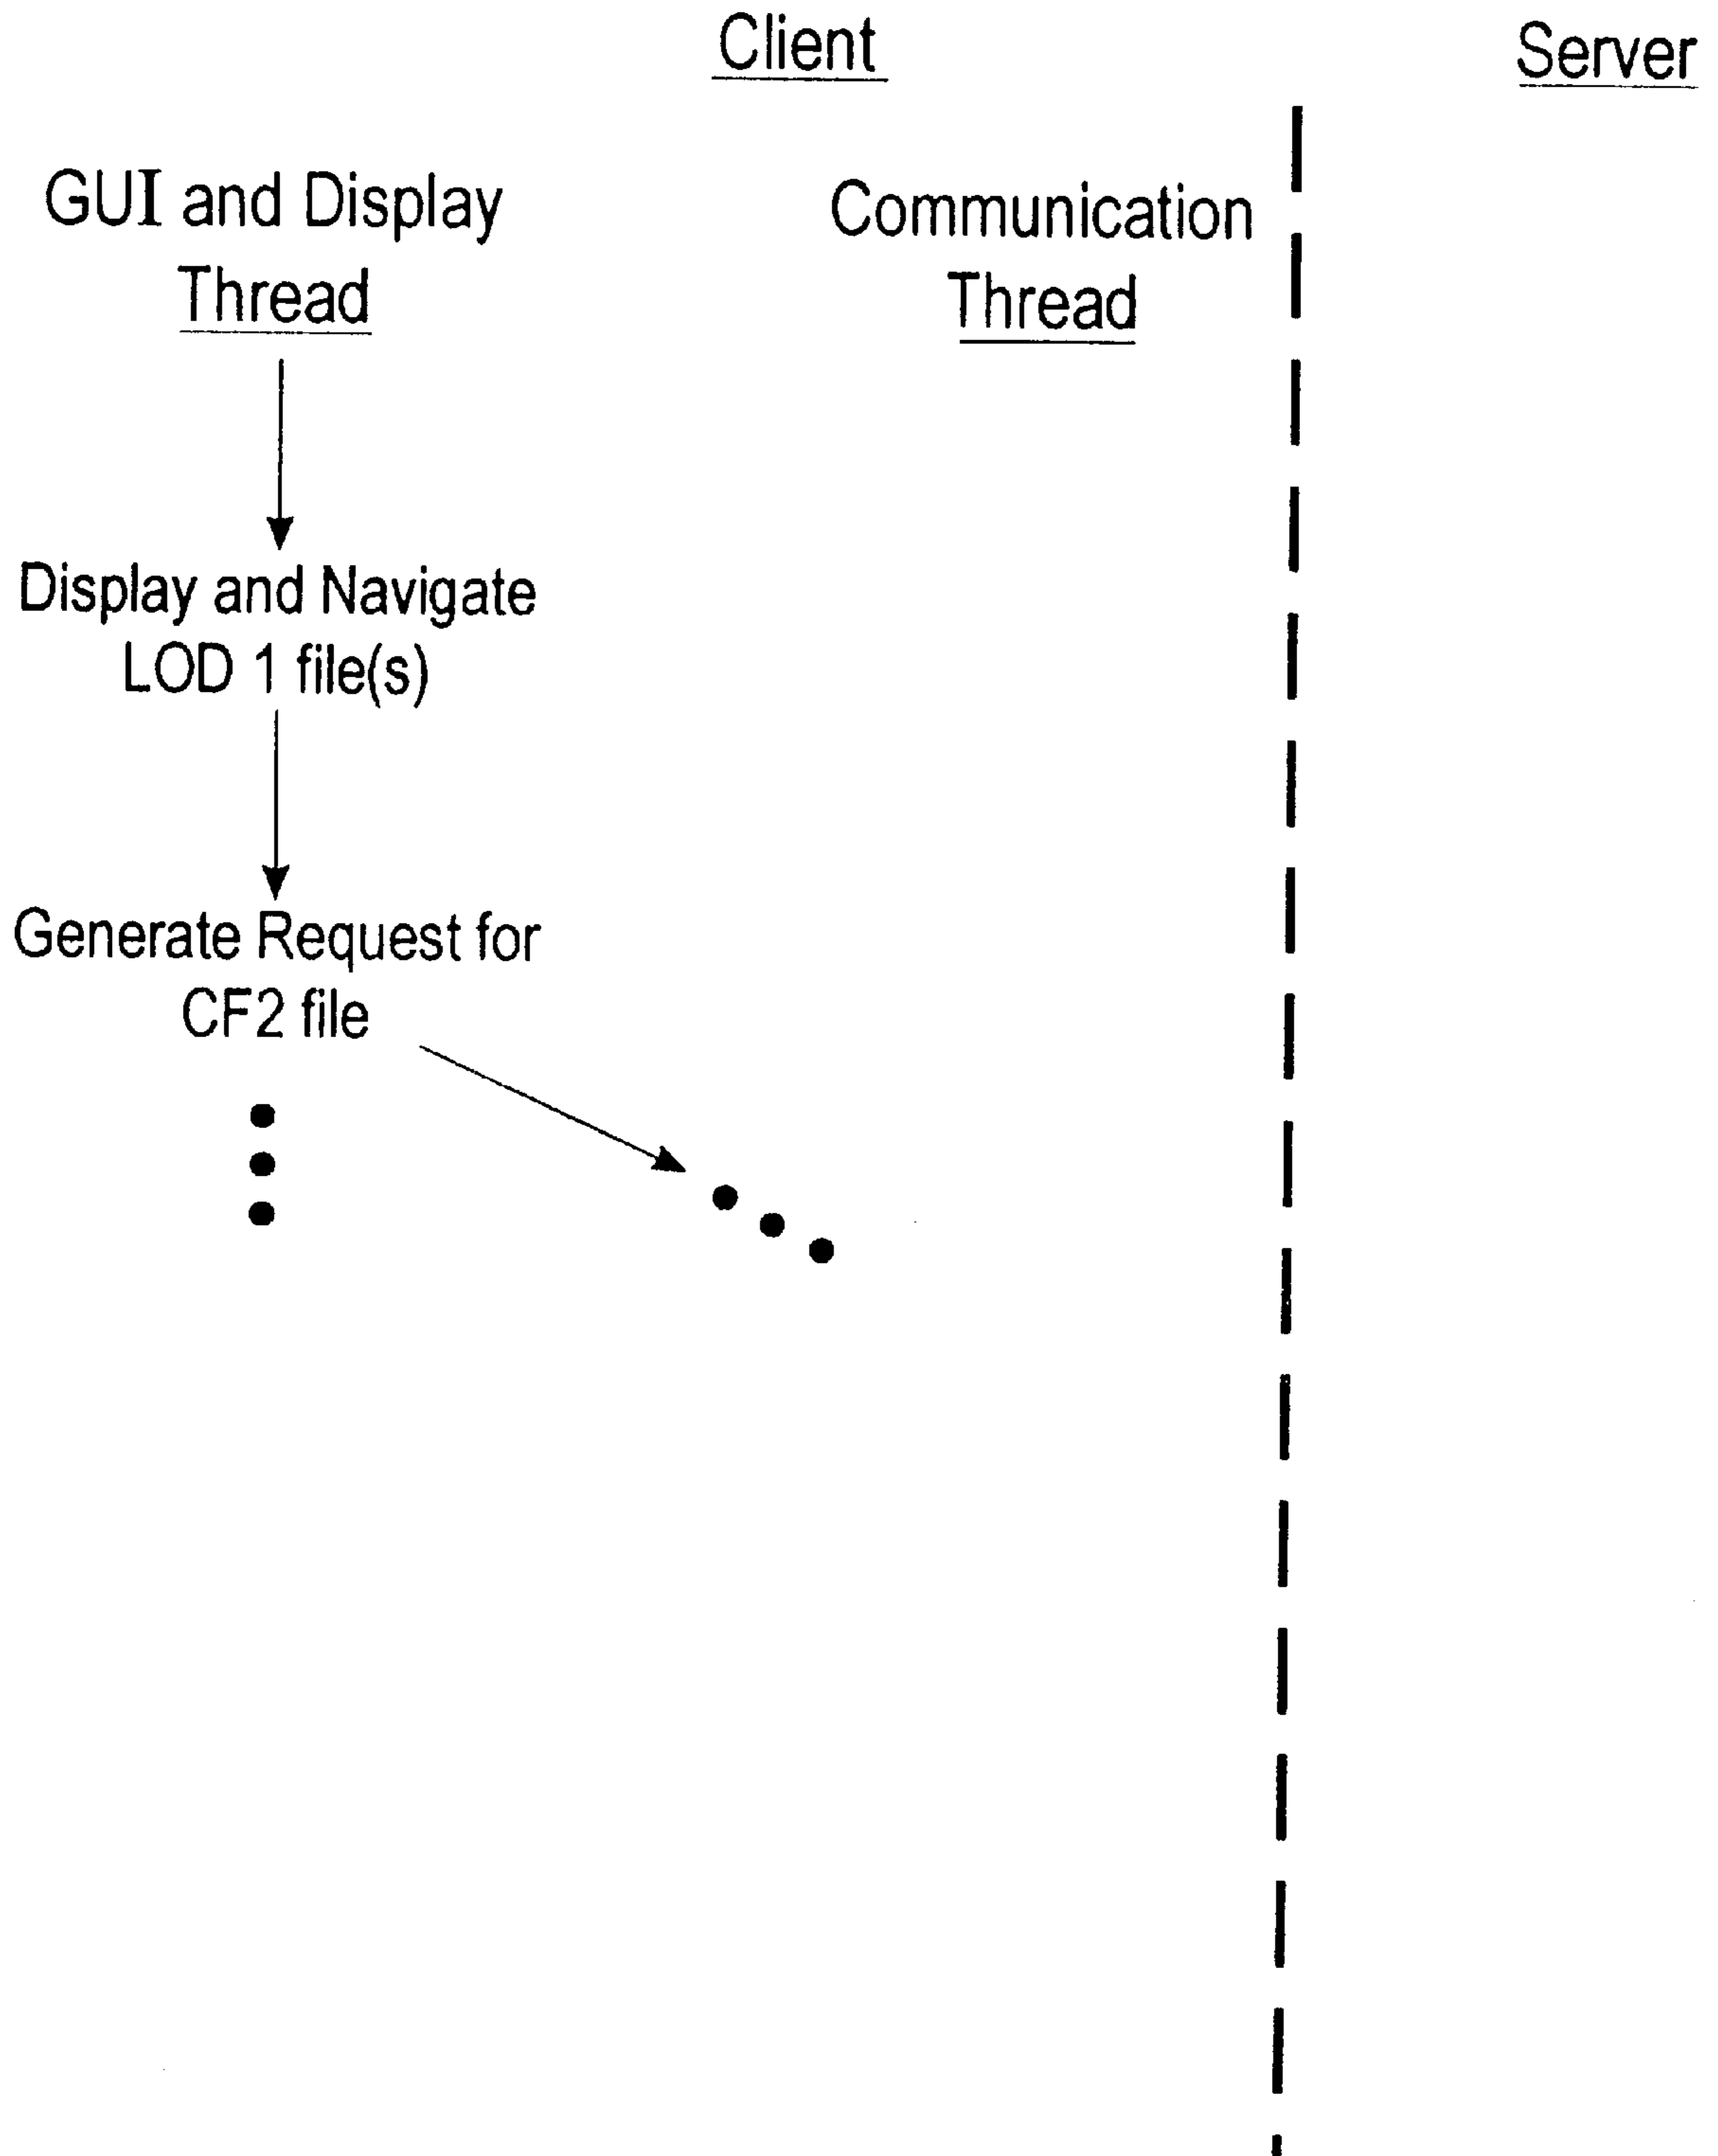 Client
Server
GUI and Display
Thread
Communication
Thread
Display and Navigate
LOD 1 file(s)
Generate Request for
CF2 file